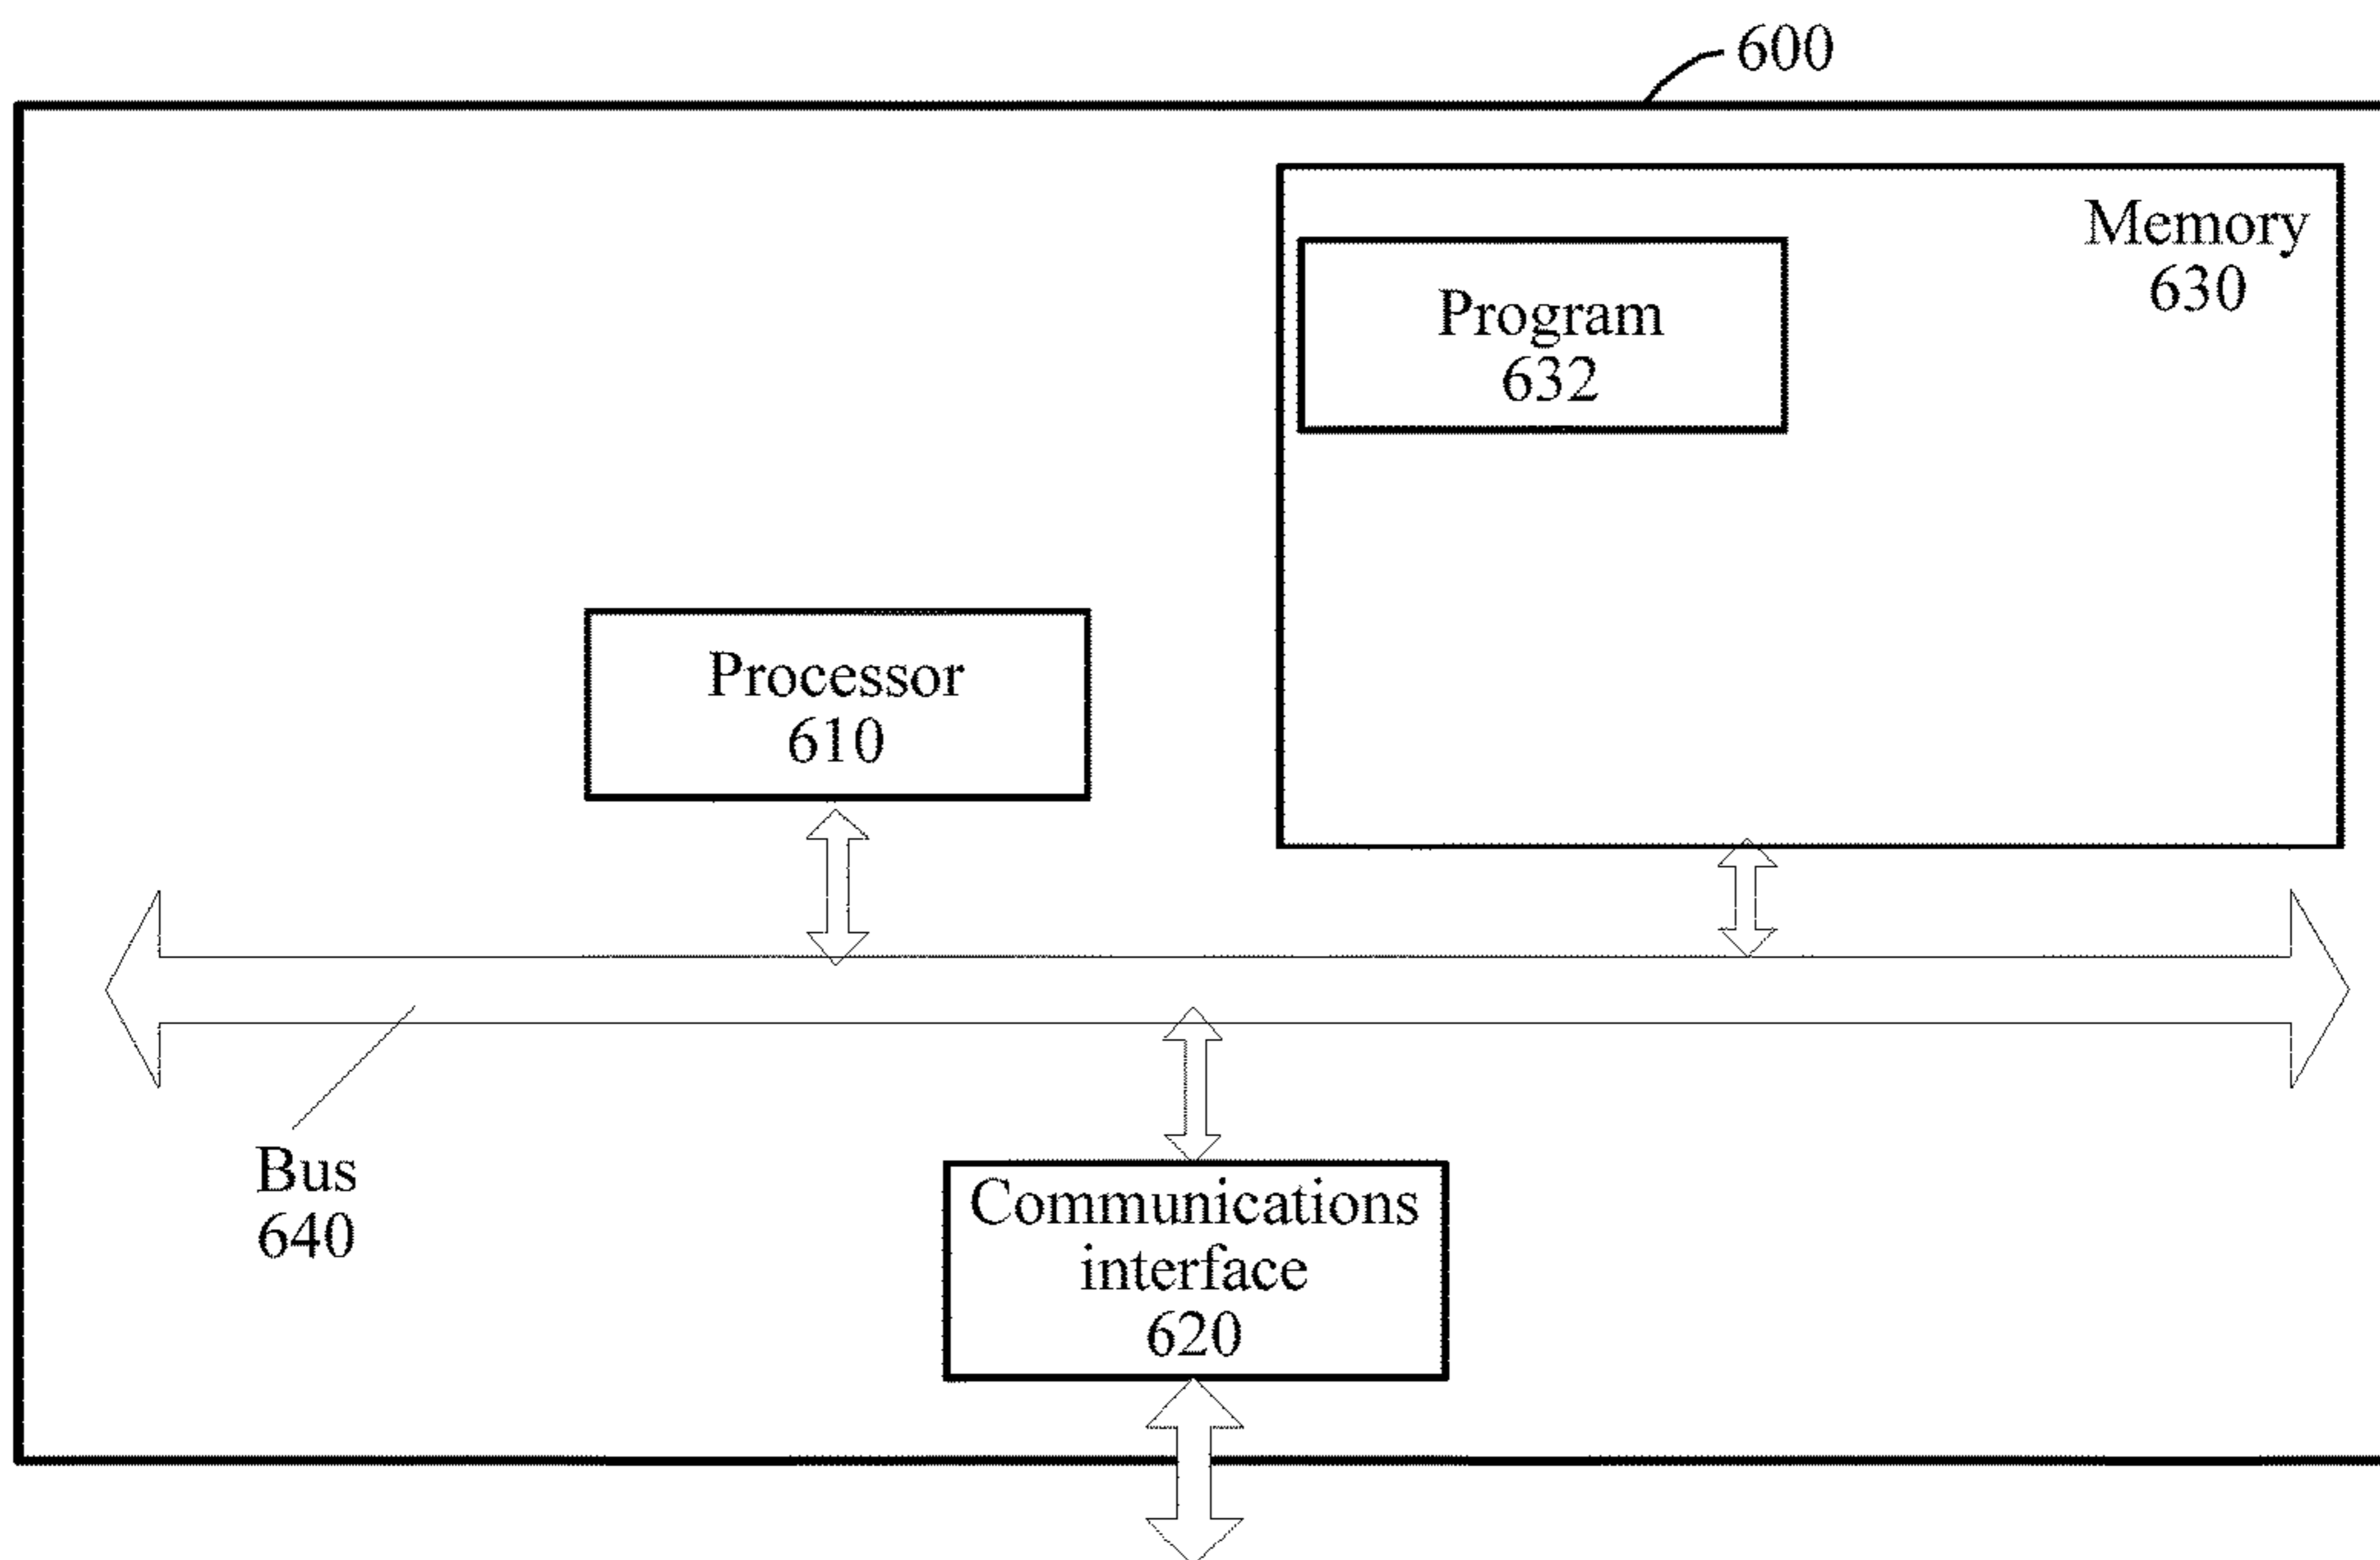 600
Memory
630
Program
632
Processor
610
Bus
640
Communications
interface
620